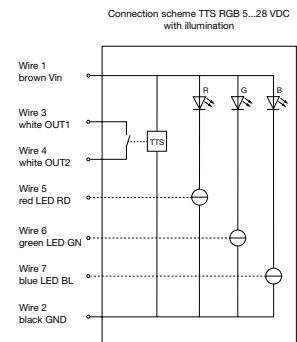 Connection scheme TTS RGB 5...28 VDC
with illumination
Wire 1
brown Vin
R
G
B
Wire 3
white OUT1
TTS
Wire 4
white OUT2
Wire 5
red LED RD
Wire 6
green LED GN
Wire 7
blue LED BL
Wire 2
black GND